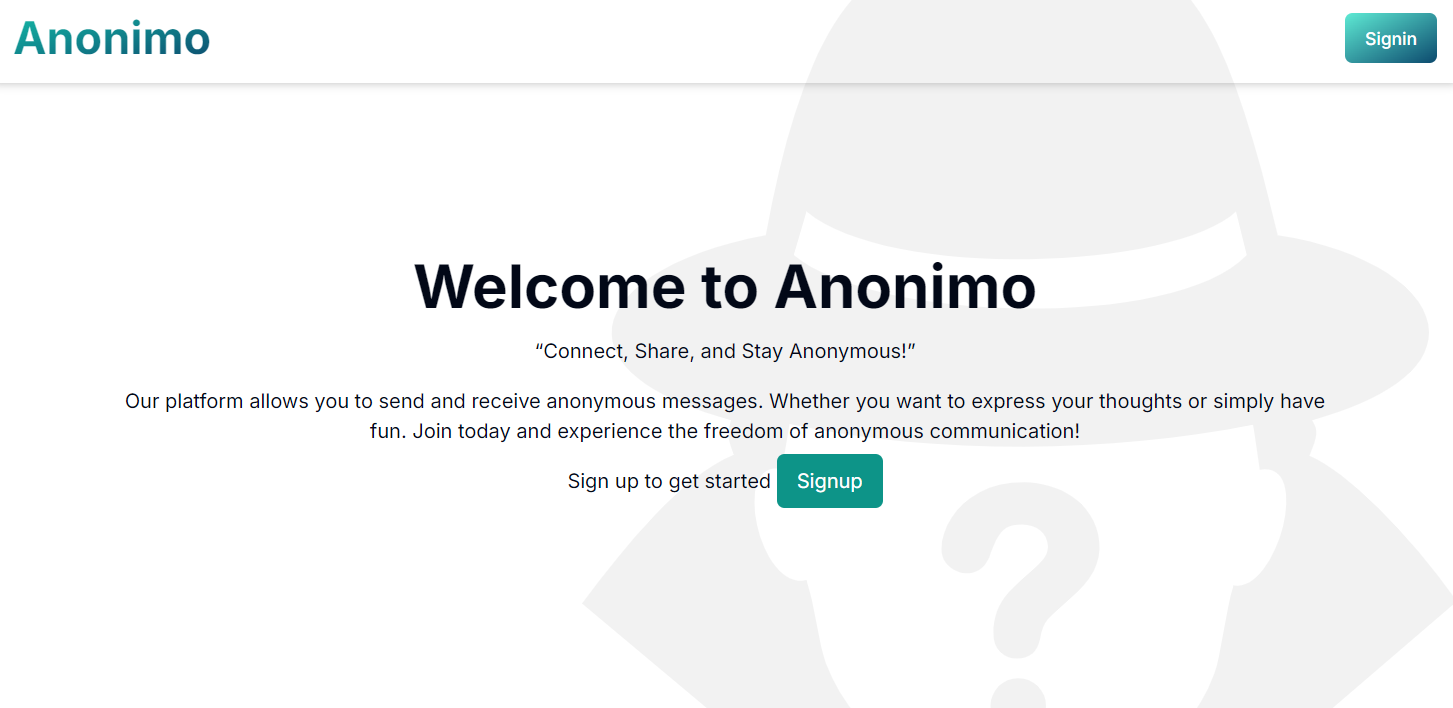 Anonimo
Signin
Welcome to Anonimo
“Connect, Share, and Stay Anonymous!”
Our platform allows you to send and receive anonymous messages. Whether you want to express your thoughts or simply have
fun. Join today and experience the freedom of anonymous communication!
Sign up to get started Signup
?